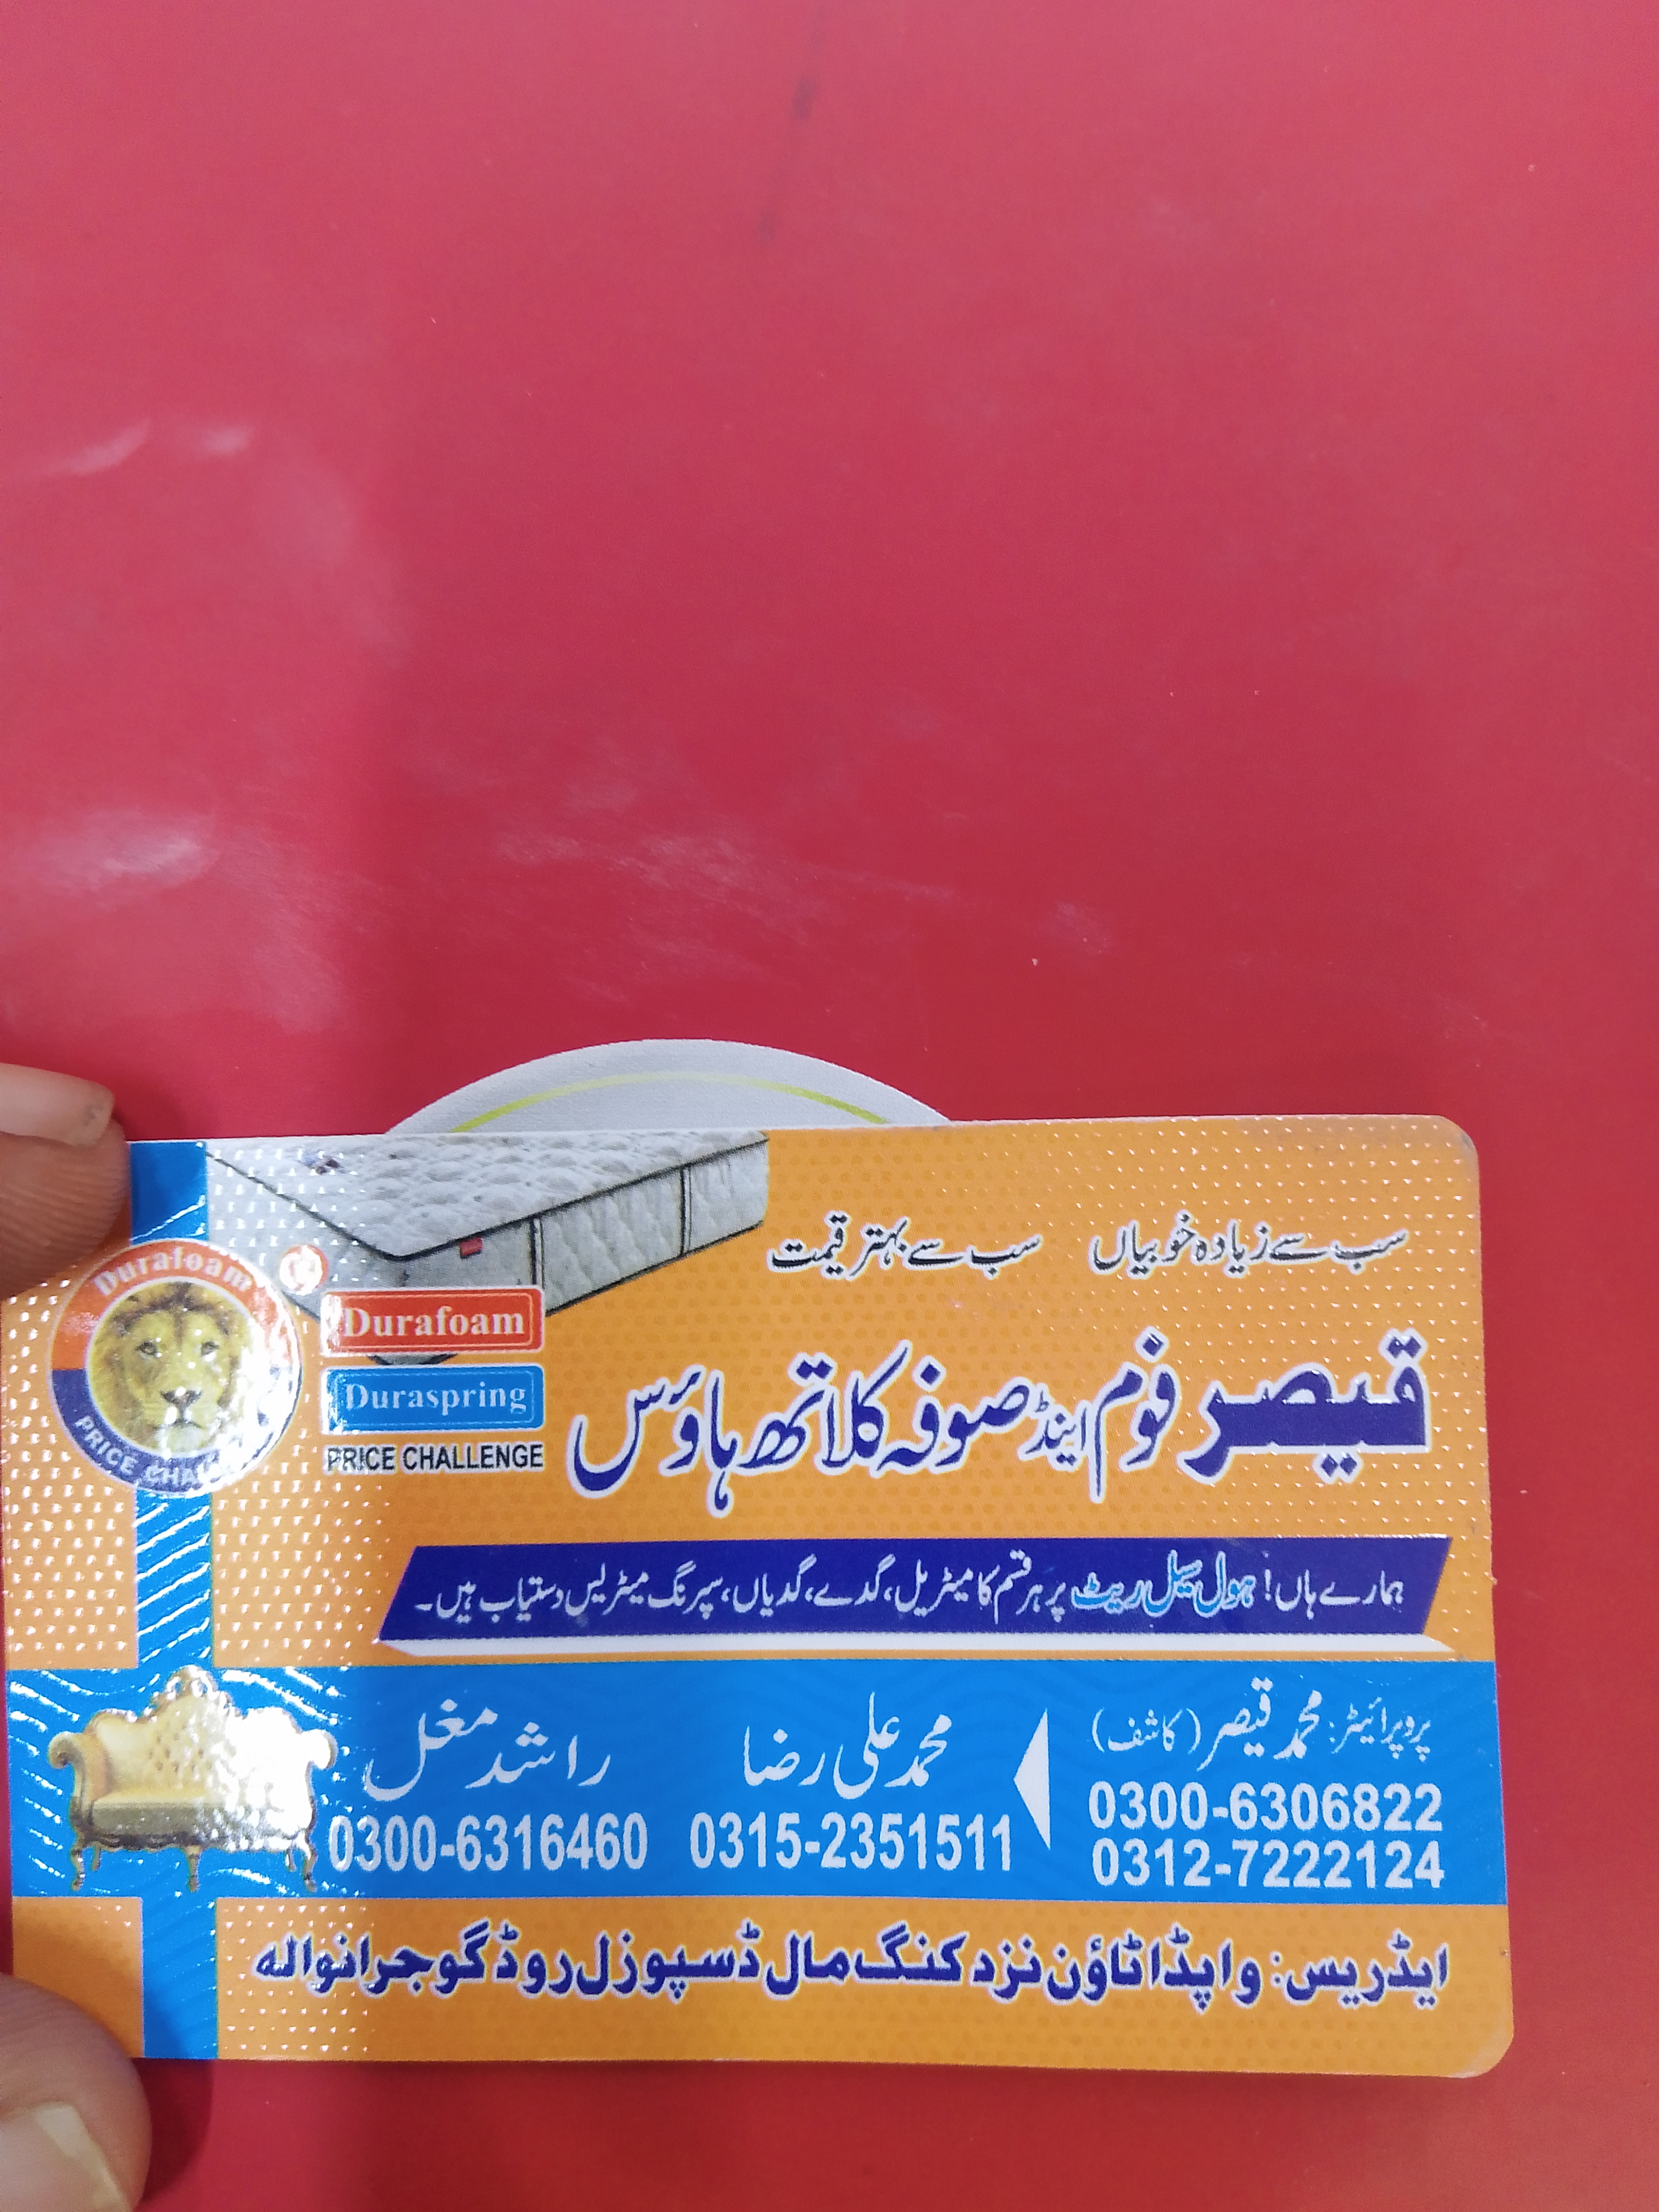 سب سے زیادہ خوبیاں سب سے بہتر قیمت
Durafoam
PRICE CHA
Durafoam
Duraspring
PRICE CHALLENGE
قیصر فوم اینڈ صوفہ کلاتھ ہاؤس
ہمارے ہاں! ہول سیل ریٹ پر ہر قسم کا میٹریل، گدے، گدیاں، سپرنگ میٹریس دستیاب ہیں۔
پروپرائیٹر: محمد قیصر (کاشف)
0300-6306822
0312-7222124
محمد علی رضا
0315-2351511
راشد مغل
0300-6316460
ایڈریس: واپڈا ٹاؤن نزد کنگ مال ڈسپوزل روڈ گوجرانوالہ